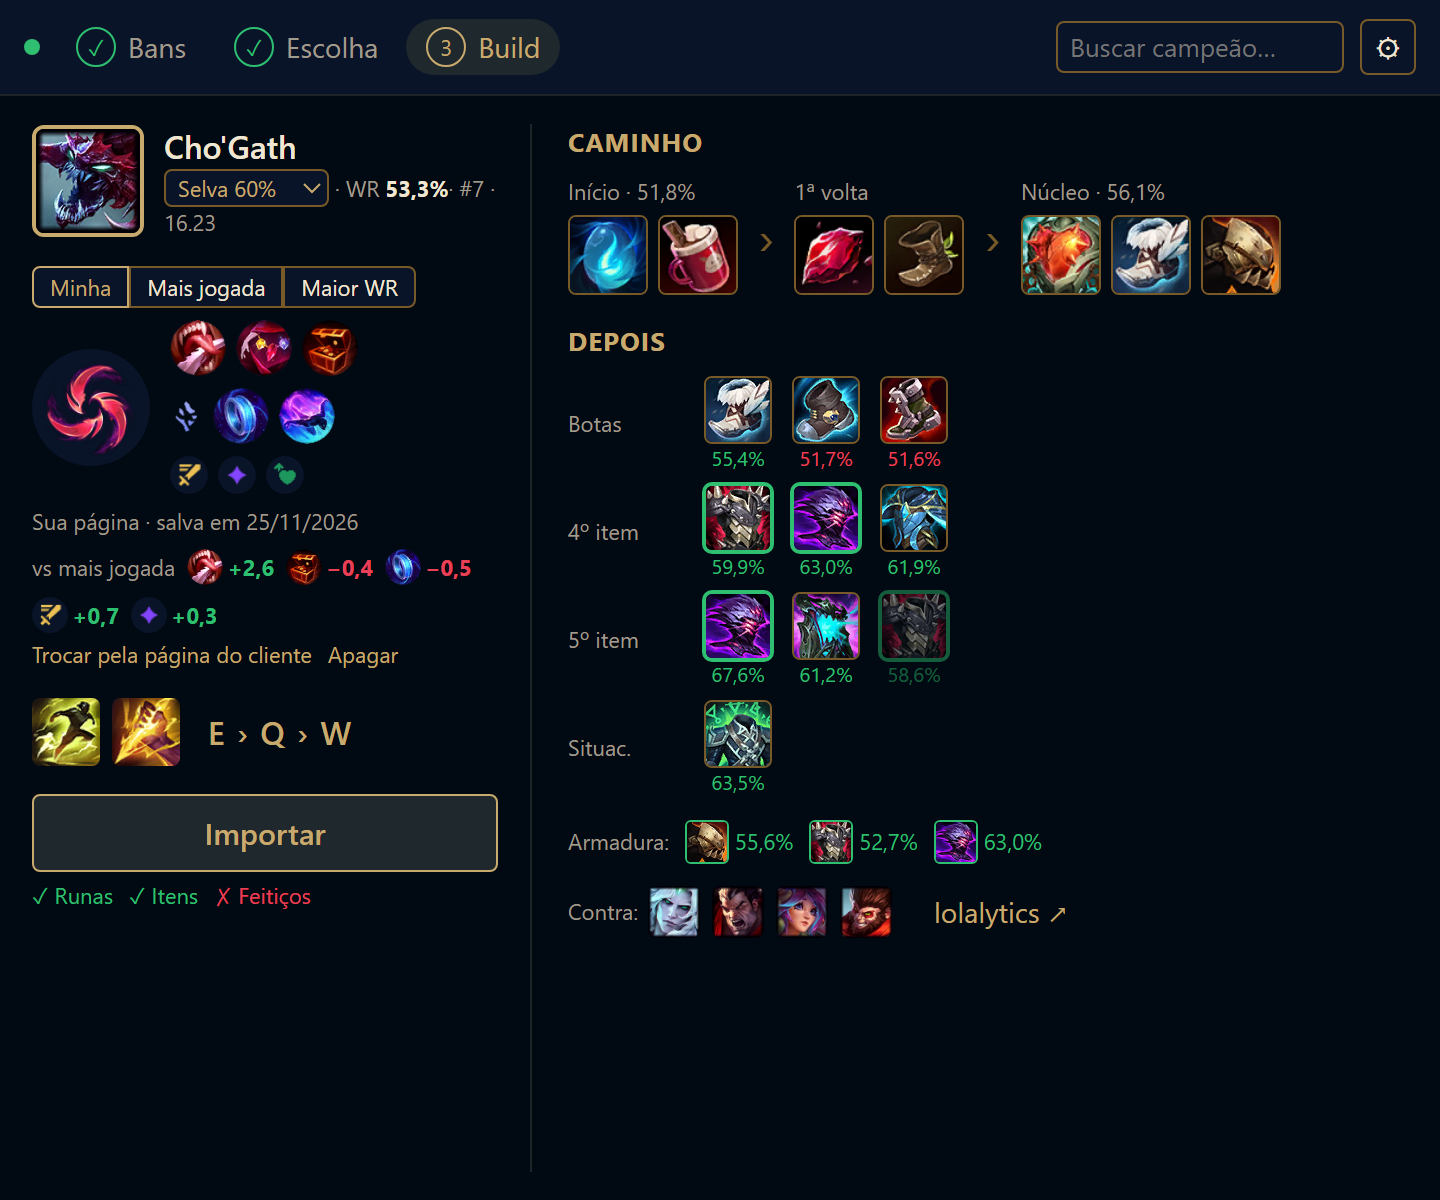 ✓ Bans ✓ Escolha 3 Build Buscar campeão...
Cho'Gath
Selva 60% · WR 53,3% · #7 ·
16.23
Minha Mais jogada Maior WR
Sua página · salva em 25/11/2026
vs mais jogada +2,6 −0,4 −0,5
+0,7 +0,3
Trocar pela página do cliente Apagar
E › Q › W
Importar
✓ Runas ✓ Itens ✗ Feitiços
CAMINHO
Início · 51,8% 1ª volta Núcleo · 56,1%
DEPOIS
Botas
55,4% 51,7% 51,6%
4º item
59,9% 63,0% 61,9%
5º item
67,6% 61,2% 58,6%
Situac.
63,5%
Armadura: 55,6% 52,7% 63,0%
Contra: lolalytics ↗